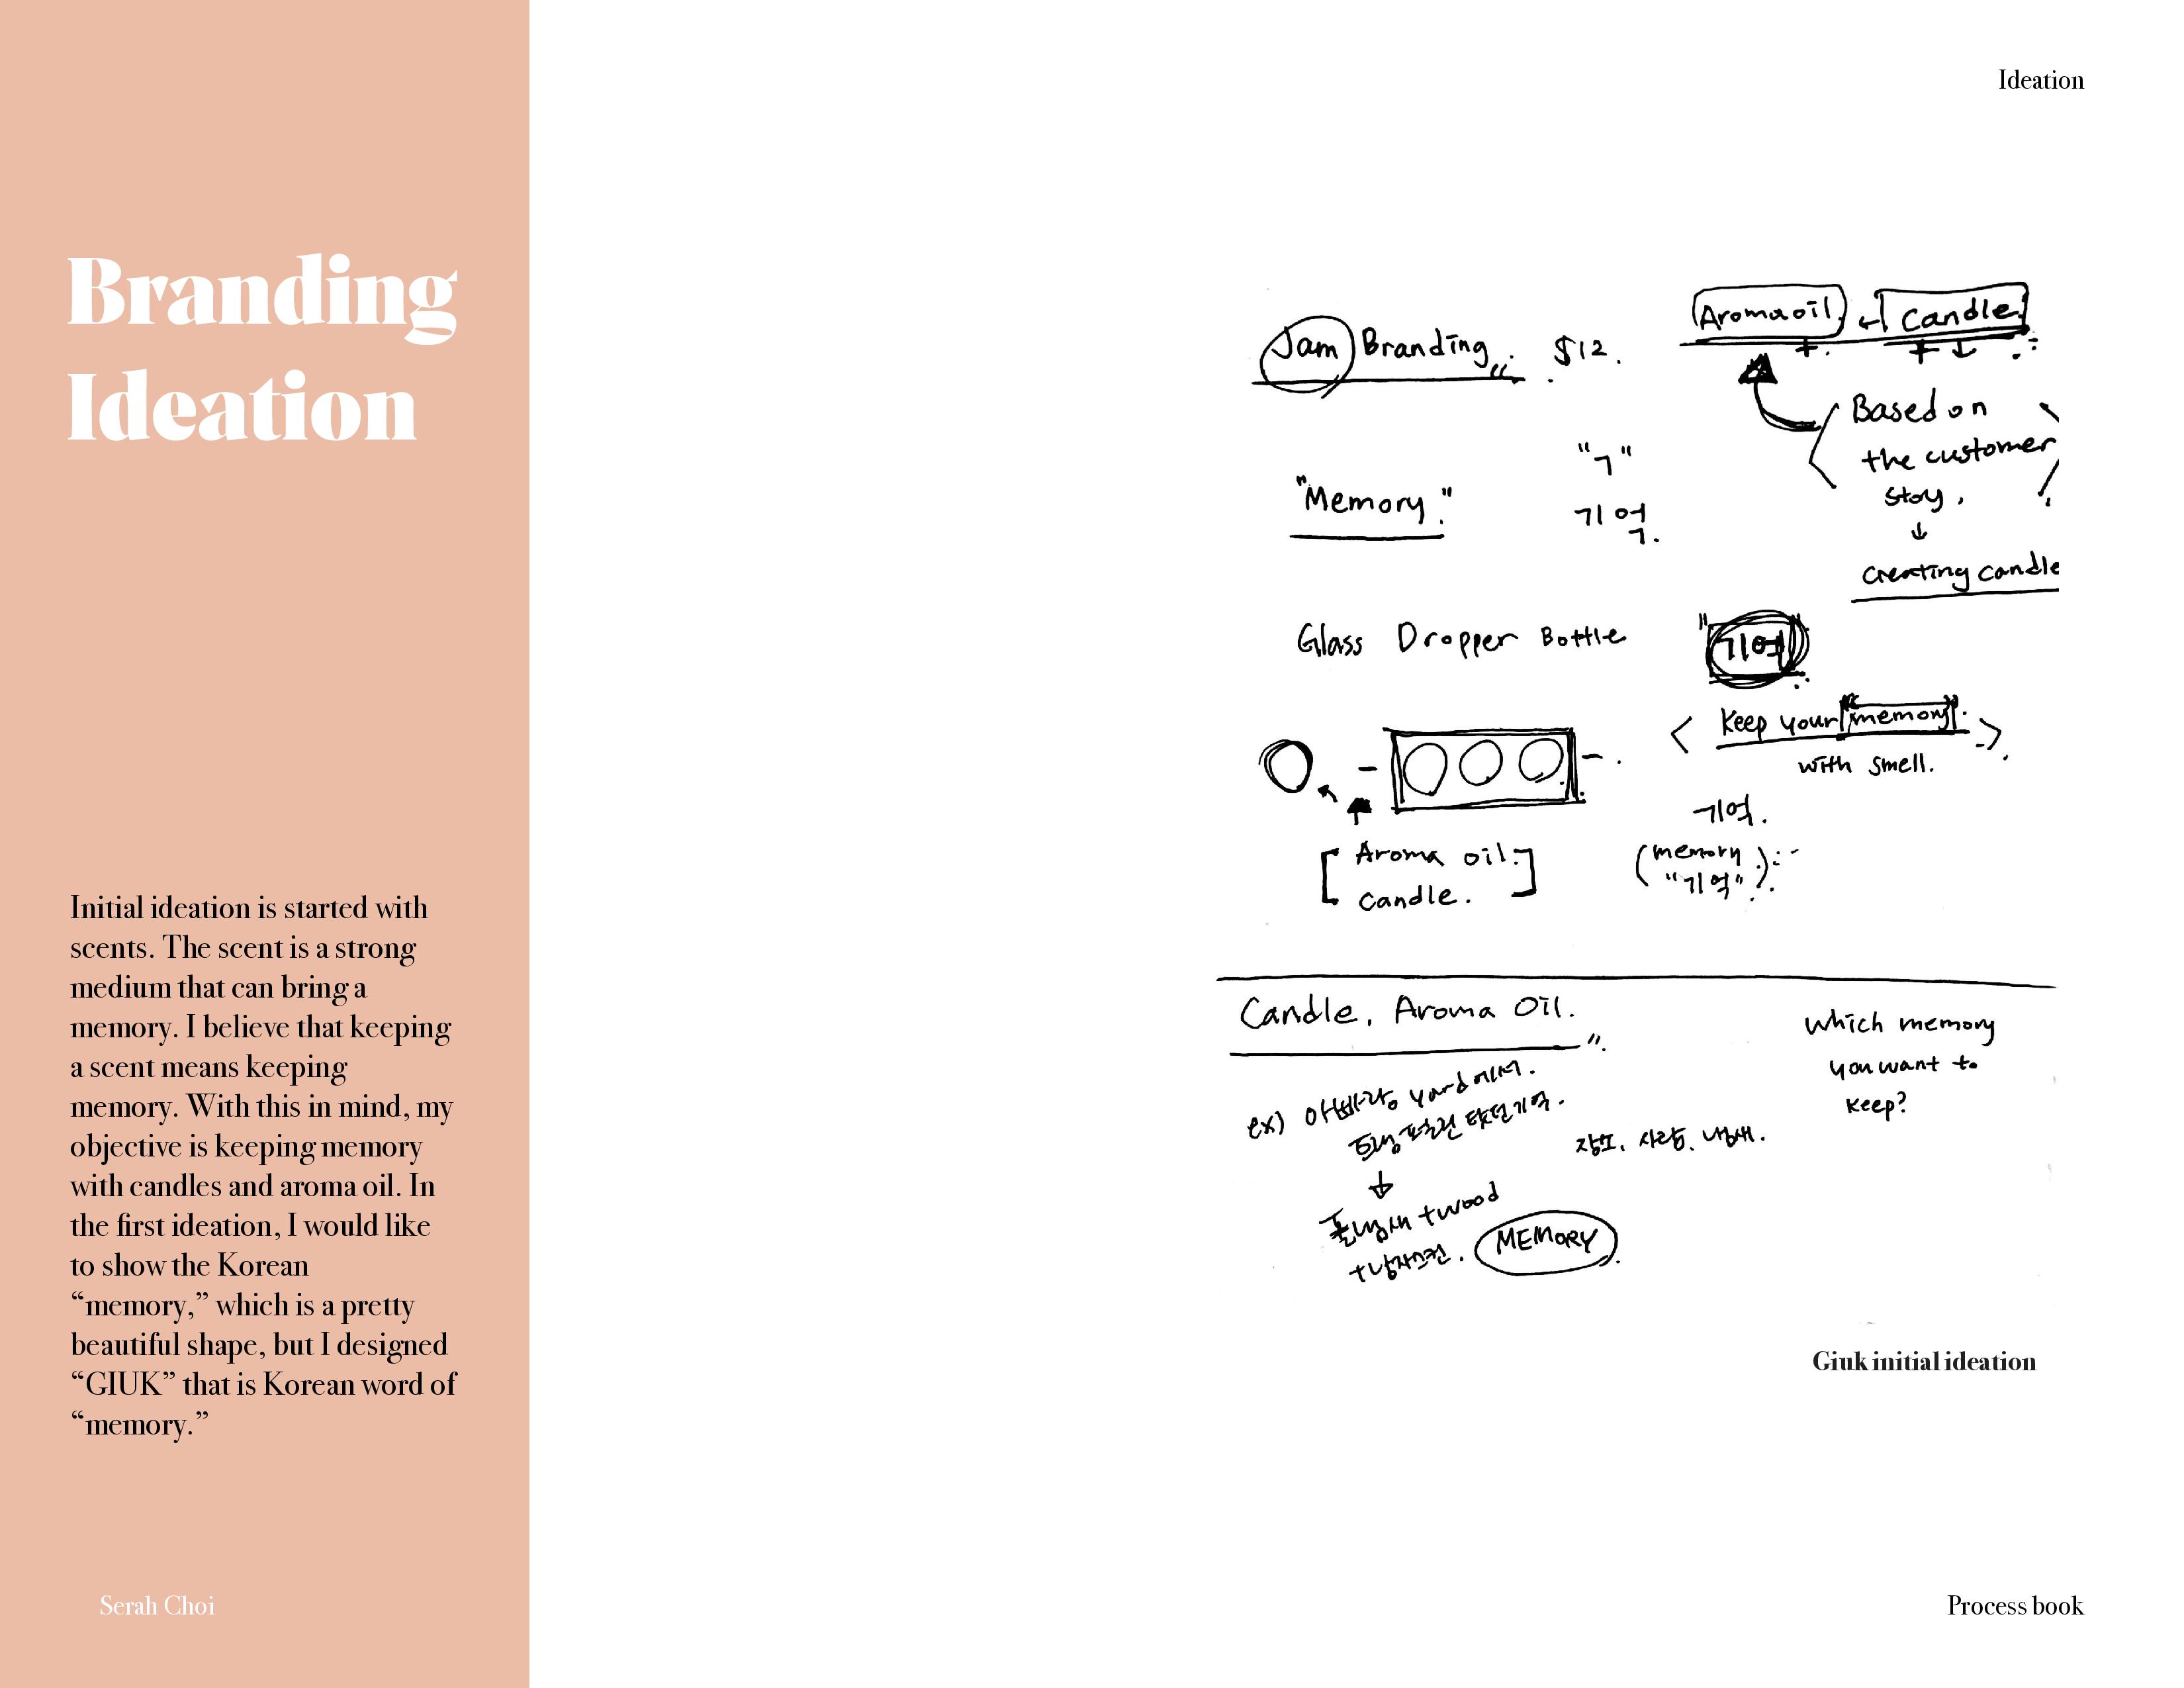 Ideation
Branding
Ideation
Initial ideation is started with
scents. The scent is a strong
medium that can bring a
memory. I believe that keeping
a scent means keeping
memory. With this in mind, my
objective is keeping memory
with candles and aroma oil. In
the first ideation, I would like
to show the Korean
“memory,” which is a pretty
beautiful shape, but I designed
“GIUK” that is Korean word of
“memory.”
Serah Choi
Jam Branding. $12.
Aroma oil. Candle
Based on
the customer
stoy.
creating candle
"ㄱ"
"Memory."
기억.
Glass Dropper Bottle
"기억"
< Keep your "memory". >
with smell.
[Aroma oil.
candle.]
기억.
(memory
"기억")
Candle, Aroma Oil.
Which memory
you want to
keep?
ex) 아빠랑 yard에서.
탔던 기억.
장소, 사람, 냄새.
풀냄새 + wood
MEMORY
Giuk initial ideation
Process book